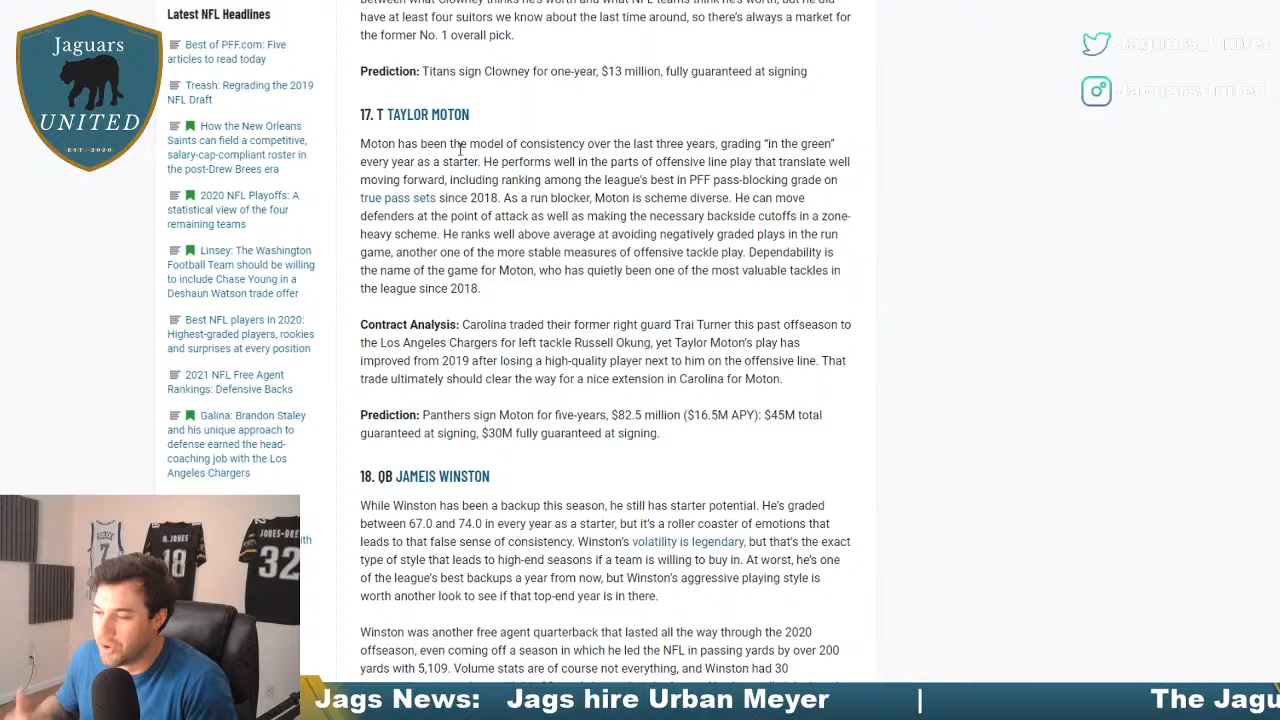 Latest NFL Headlines
Best of PFF.com: Five
articles to read today
Treash: Regrading the 2019
NFL Draft
How the New Orleans
Saints can field a competitive,
salary-cap-compliant roster in
the post-Drew Brees era
2020 NFL Playoffs: A
statistical view of the four
remaining teams
Linsey: The Washington
Football Team should be willing
to include Chase Young in a
Deshaun Watson trade offer
Best NFL players in 2020:
Highest-graded players, rookies
and surprises at every position
2021 NFL Free Agent
Rankings: Defensive Backs
Galina: Brandon Staley
and his unique approach to
defense earned the head-
coaching job with the Los
Angeles Chargers
ith
between what Clowney thinks he's worth and what NFL teams think he's worth, but he did
have at least four suitors we know about the last time around, so there's always a market for
the former No. 1 overall pick.
Prediction: Titans sign Clowney for one-year, $13 million, fully guaranteed at signing
17. T TAYLOR MOTON
Moton has been the model of consistency over the last three years, grading “in the green”
every year as a starter. He performs well in the parts of offensive line play that translate well
moving forward, including ranking among the league's best in PFF pass-blocking grade on
true pass sets since 2018. As a run blocker, Moton is scheme diverse. He can move
defenders at the point of attack as well as making the necessary backside cutoffs in a zone-
heavy scheme. He ranks well above average at avoiding negatively graded plays in the run
game, another one of the more stable measures of offensive tackle play. Dependability is
the name of the game for Moton, who has quietly been one of the most valuable tackles in
the league since 2018.
Contract Analysis: Carolina traded their former right guard Trai Turner this past offseason to
the Los Angeles Chargers for left tackle Russell Okung, yet Taylor Moton's play has
improved from 2019 after losing a high-quality player next to him on the offensive line. That
trade ultimately should clear the way for a nice extension in Carolina for Moton.
Prediction: Panthers sign Moton for five-years, $82.5 million ($16.5M APY): $45M total
guaranteed at signing, $30M fully guaranteed at signing.
18. QB JAMEIS WINSTON
While Winston has been a backup this season, he still has starter potential. He's graded
between 67.0 and 74.0 in every year as a starter, but it's a roller coaster of emotions that
leads to that false sense of consistency. Winston's volatility is legendary, but that's the exact
type of style that leads to high-end seasons if a team is willing to buy in. At worst, he's one
of the league's best backups a year from now, but Winston's aggressive playing style is
worth another look to see if that top-end year is in there.
Winston was another free agent quarterback that lasted all the way through the 2020
offseason, even coming off a season in which he led the NFL in passing yards by over 200
yards with 5,109. Volume stats are of course not everything, and Winston had 30
Jaguars
UNITED
EST - 2020
Jaguars_United
JaguarsUnited
7
18
JONES-DRE
32
Jags News: Jags hire Urban Meyer | The Jagu